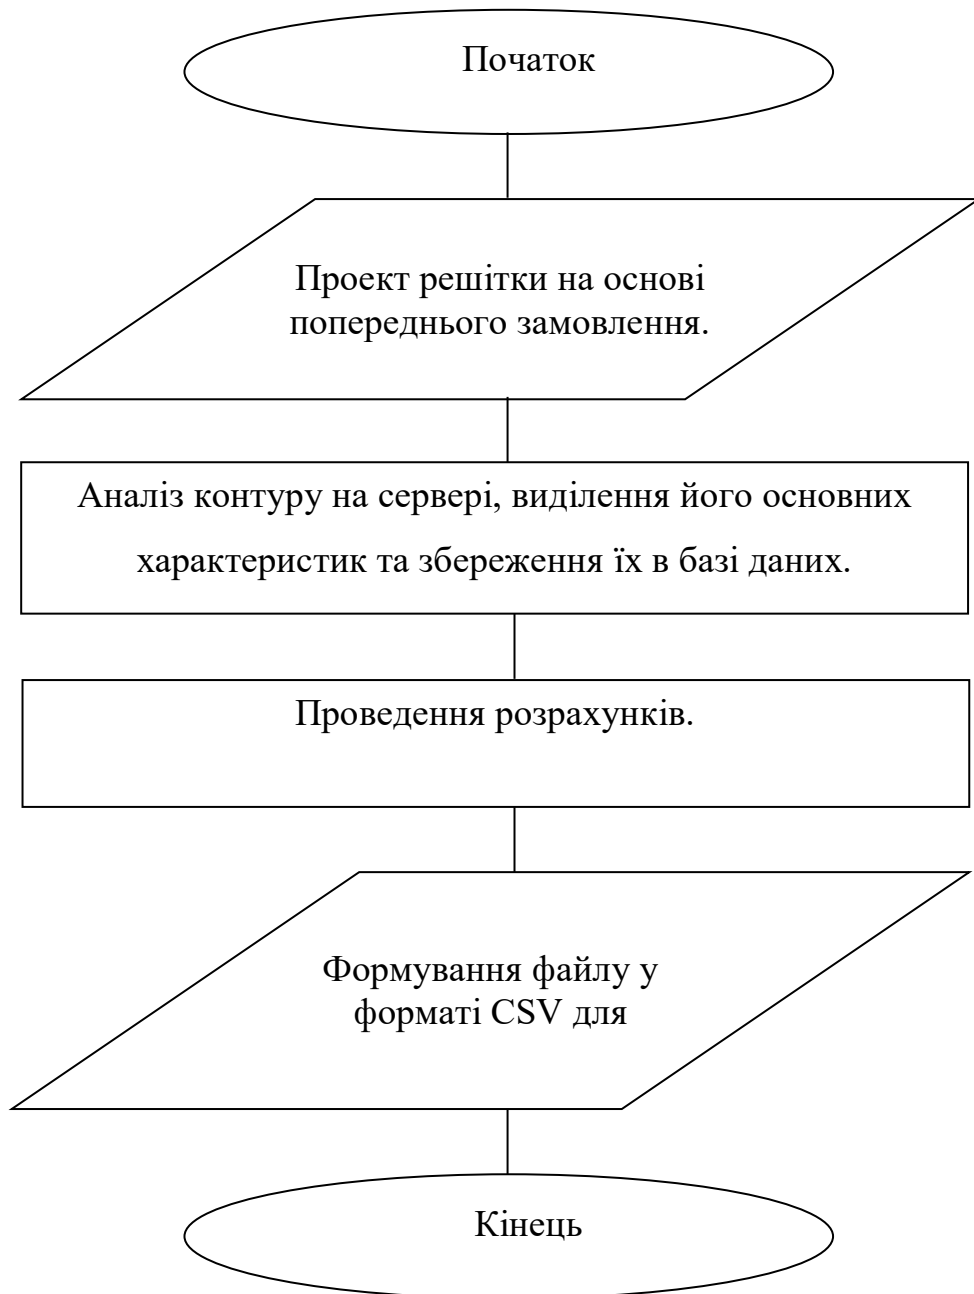 Початок
Проект решітки на основі
попереднього замовлення.
Аналіз контуру на сервері, виділення його основних
характеристик та збереження їх в базі даних.
Проведення розрахунків.
Формування файлу у
форматі CSV для
Кінець